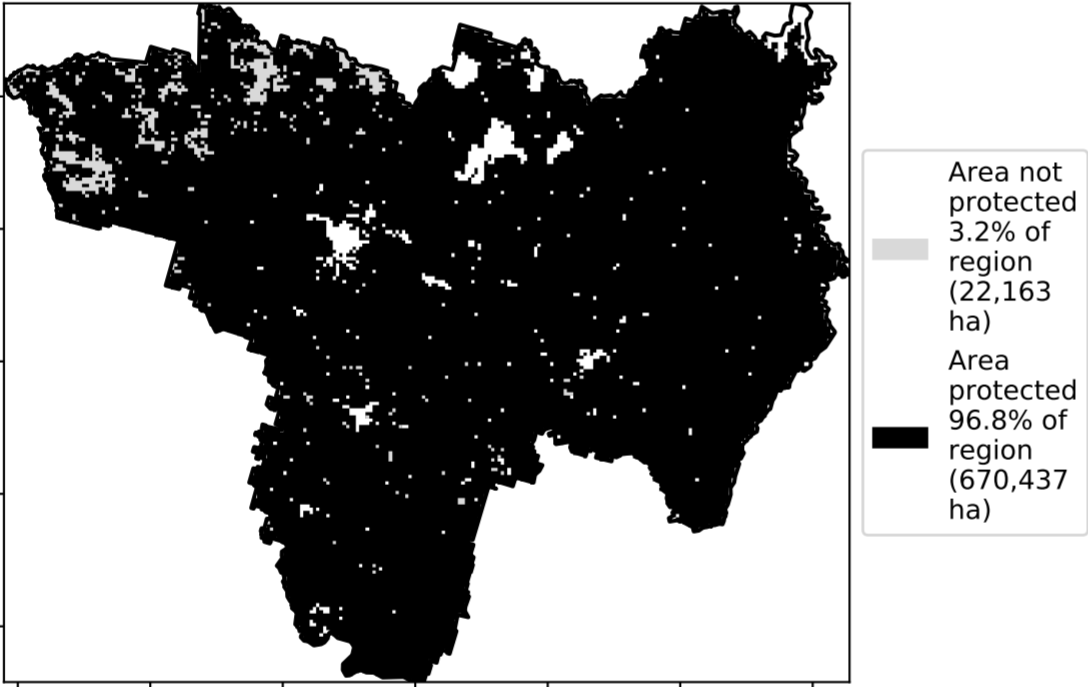 Area not
protected
3.2% of
region
(22,163
ha)
Area
protected
96.8% of
region
(670,437
ha)